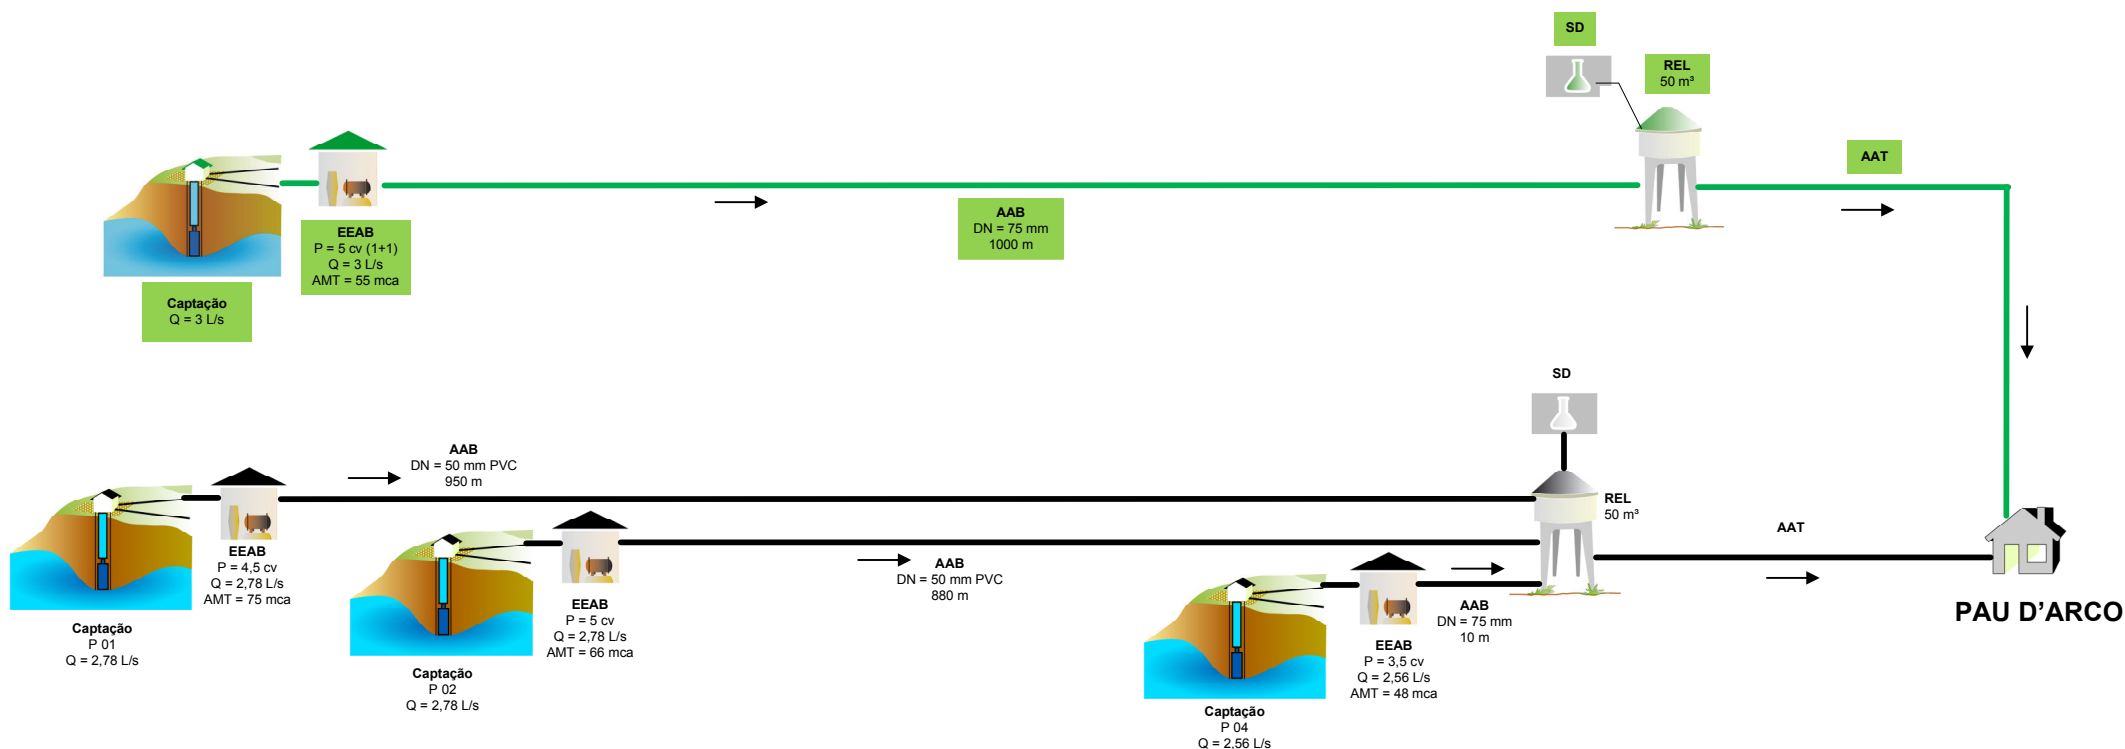 SD
REL
50 m³
AAT
EEAB
P = 5 cv (1+1)
Q = 3 L/s
AMT = 55 mca
AAB
DN = 75 mm
1000 m
Captação
Q = 3 L/s
SD
AAB
DN = 50 mm PVC
950 m
REL
50 m³
AAT
EEAB
P = 4,5 cv
Q = 2,78 L/s
AMT = 75 mca
Captação
P 01
Q = 2,78 L/s
EEAB
P = 5 cv
Q = 2,78 L/s
AMT = 66 mca
Captação
P 02
Q = 2,78 L/s
AAB
DN = 50 mm PVC
880 m
AAB
DN = 75 mm
10 m
EEAB
P = 3,5 cv
Q = 2,56 L/s
AMT = 48 mca
Captação
P 04
Q = 2,56 L/s
PAU D’ARCO